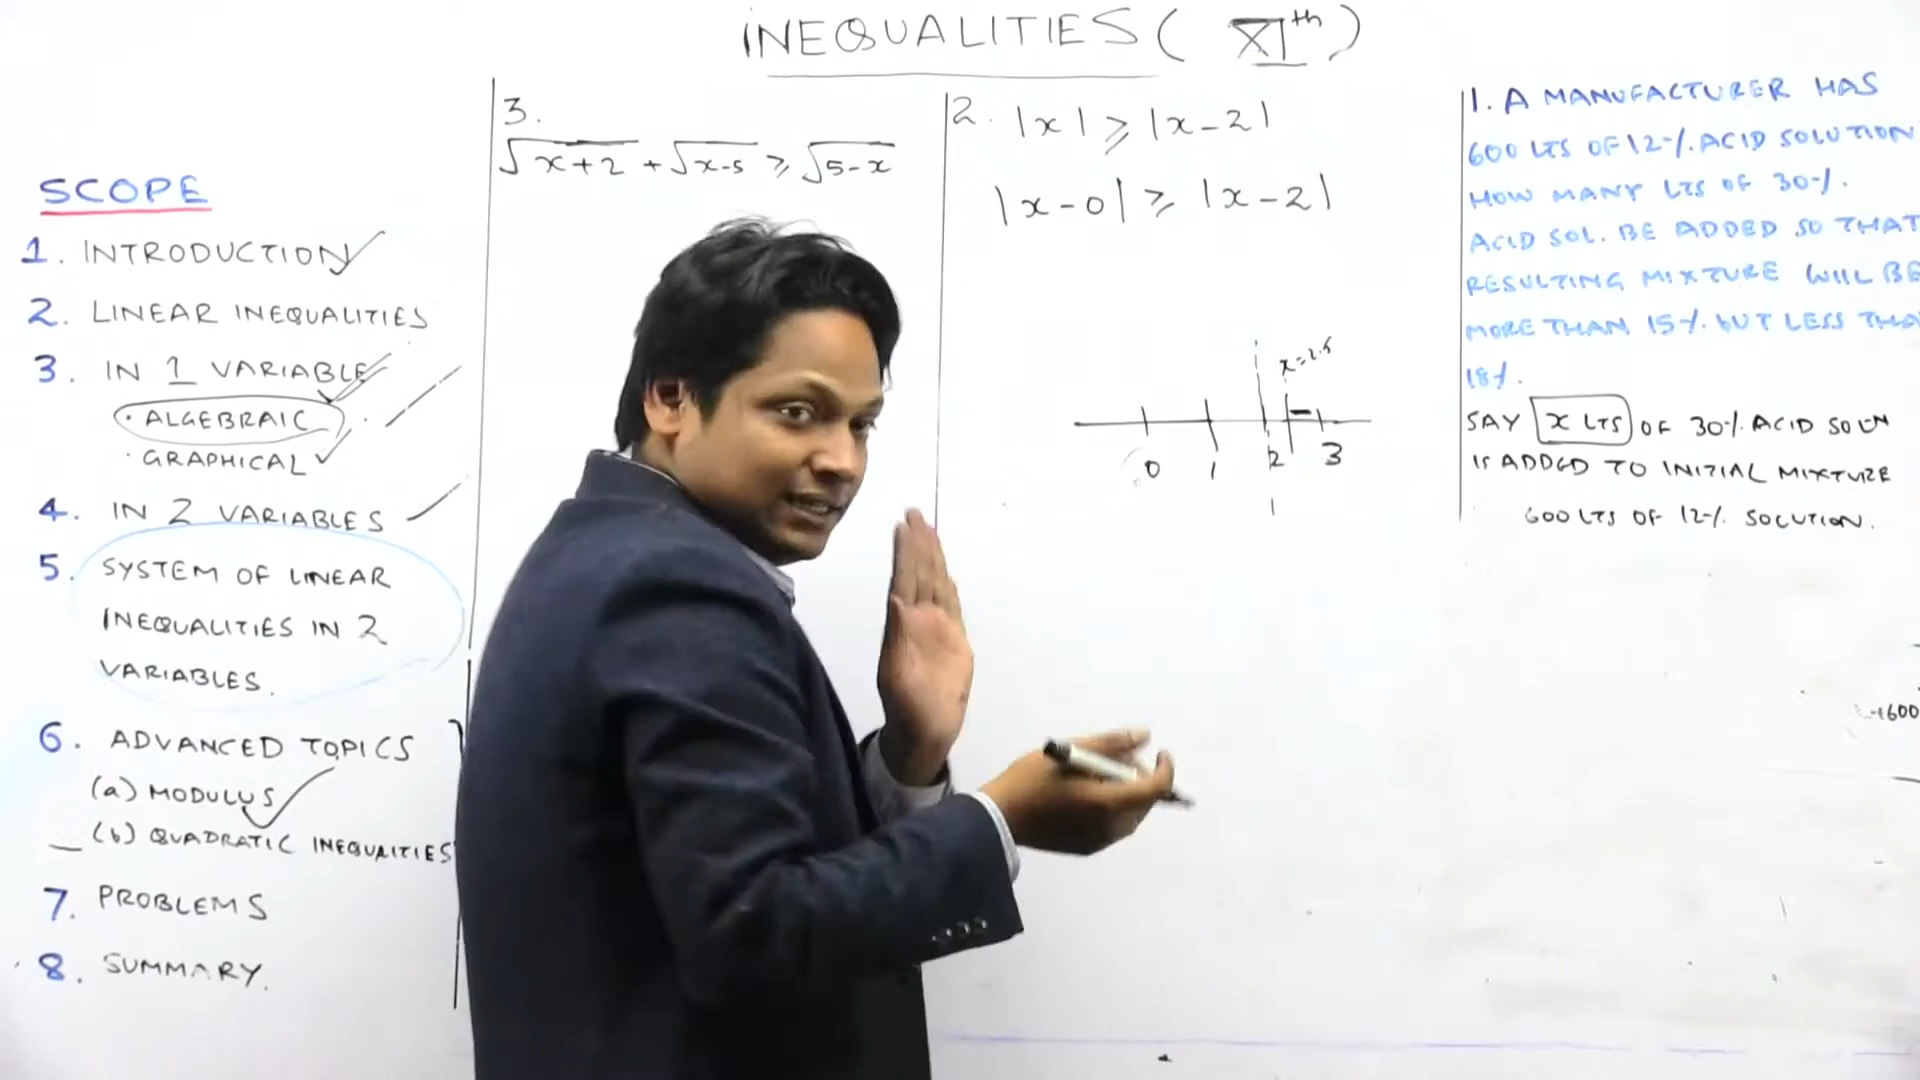 INEQUALITIES ( XIth )
SCOPE
1. INTRODUCTION
2. LINEAR INEQUALITIES
3. IN 1 VARIABLE
· ALGEBRAIC
· GRAPHICAL
4. IN 2 VARIABLES
5. SYSTEM OF LINEAR
INEQUALITIES IN 2
VARIABLES.
6. ADVANCED TOPICS
(a) MODULUS
(b) QUADRATIC INEQUALITIES
7. PROBLEMS
8. SUMMARY.
3.
√x+2 + √x-5 ≥ √5-x
2. |x| ≥ |x-2|
|x-0| ≥ |x-2|
x=2.5
0 1 2 3
1. A MANUFACTURER HAS
600 LTS OF 12%. ACID SOLUTION
HOW MANY LTS OF 30%.
ACID SOL. BE ADDED SO THAT
RESULTING MIXTURE WILL BE
MORE THAN 15%. BUT LESS THA
18%.
SAY x LTS OF 30%. ACID SOLN
IS ADDED TO INITIAL MIXTURE
600 LTS OF 12%. SOLUTION.
+600